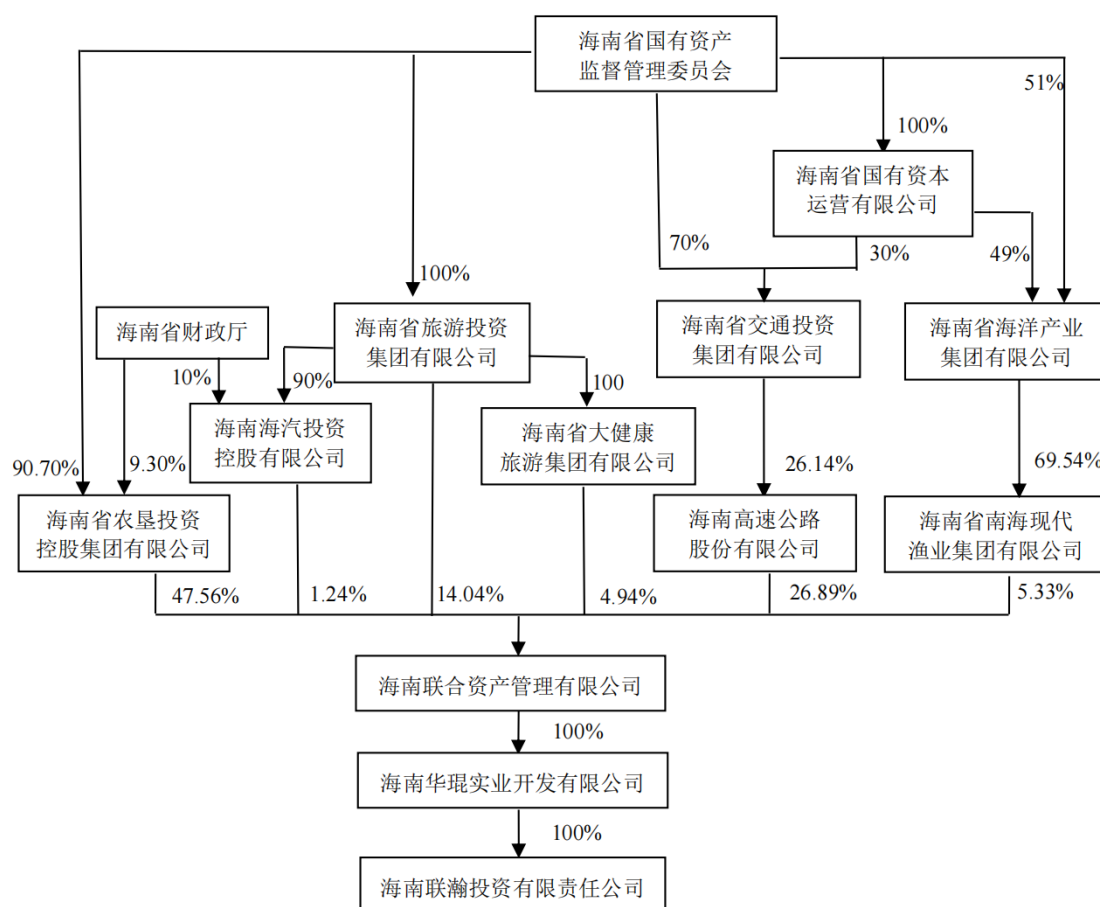 海南省国有资产
监督管理委员会
51%
100%
海南省国有资本
运营有限公司
70%
30%
49%
100%
海南省财政厅
海南省旅游投资
集团有限公司
海南省交通投资
集团有限公司
海南省海洋产业
集团有限公司
10%
90%
100
海南海汽投资
控股有限公司
海南省大健康
旅游集团有限公司
90.70%
9.30%
26.14%
69.54%
海南省农垦投资
控股集团有限公司
海南高速公路
股份有限公司
海南省南海现代
渔业集团有限公司
47.56%
1.24%
14.04%
4.94%
26.89%
5.33%
海南联合资产管理有限公司
100%
海南华琨实业开发有限公司
100%
海南联瀚投资有限责任公司